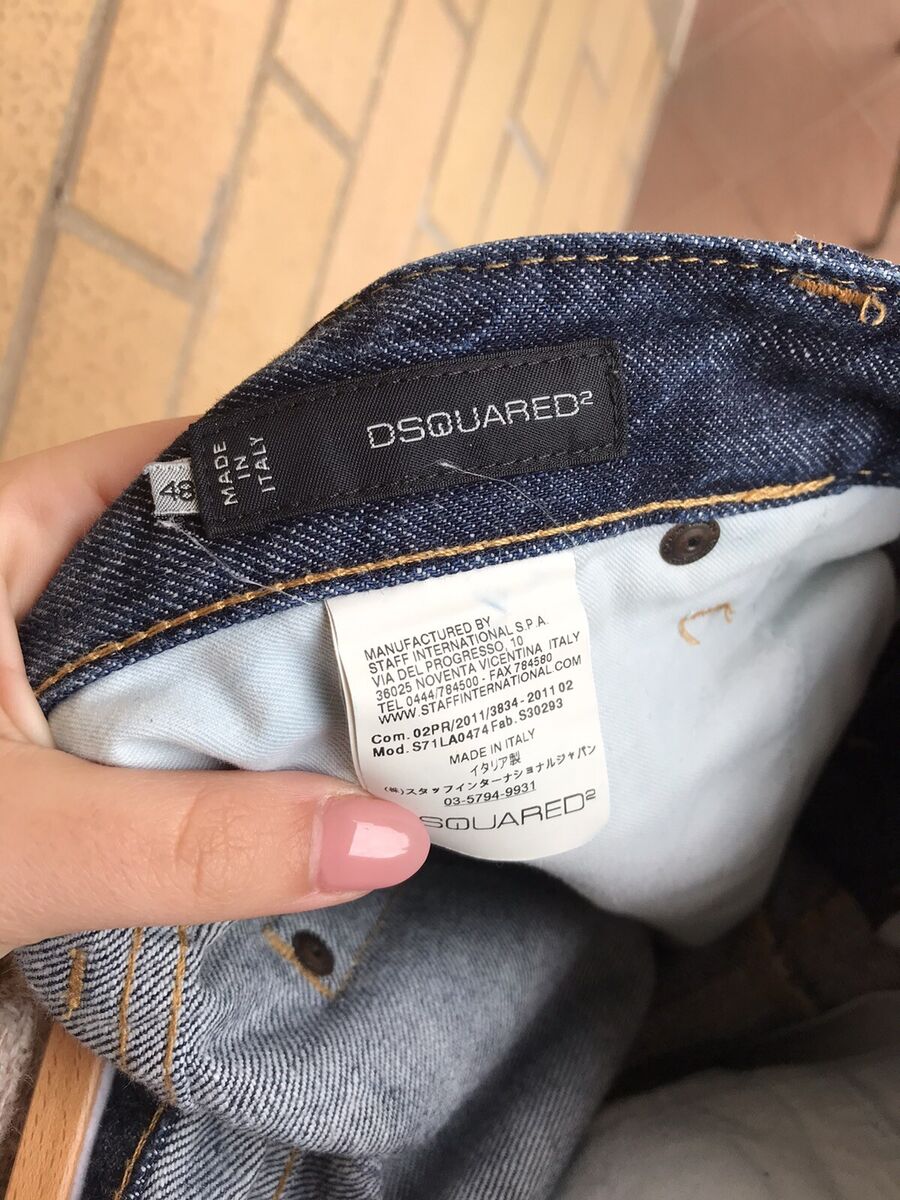 DSQUARED2
MADE
IN
ITALY
48
MANUFACTURED BY
STAFF INTERNATIONAL S.P.A.
VIA DEL PROGRESSO, 10
36025 NOVENTA VICENTINA ITALY
TEL 0444/784500 - FAX 784580
WWW.STAFFINTERNATIONAL.COM
Com. 02PR/2011/3834-2011 02
Mod. S71LA0474 Fab. S30293
MADE IN ITALY
イタリア製
(株)スタッフインターナショナルジャパン
03-5794-9931
SQUARED2